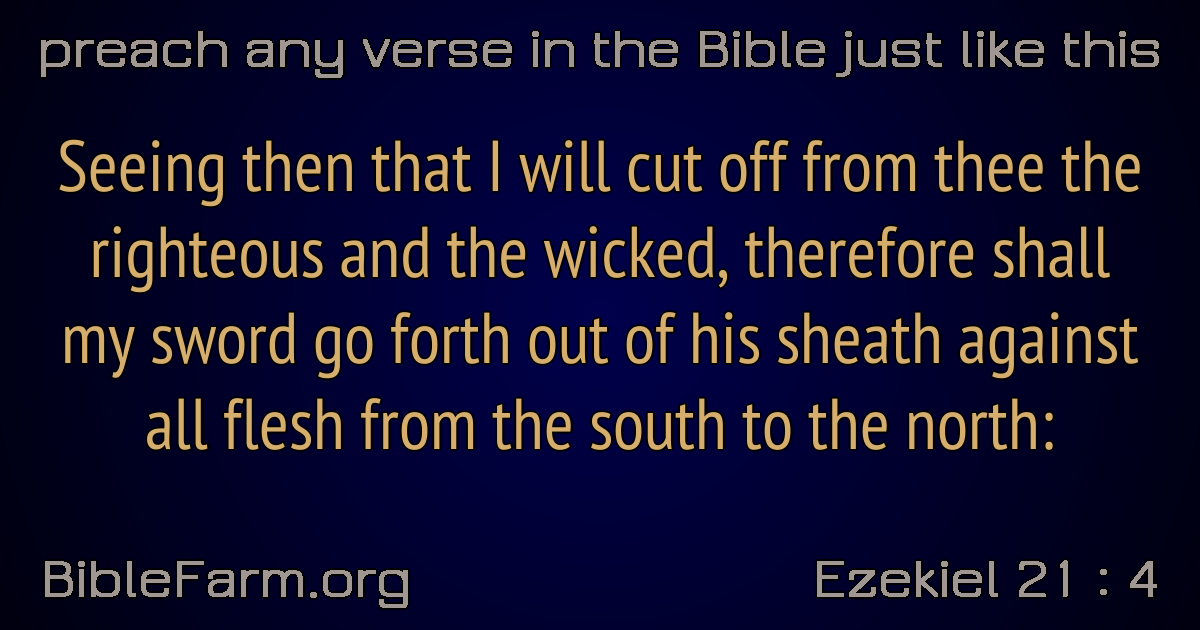 preach any verse in the Bible just like this
Seeing then that I will cut off from thee the
righteous and the wicked, therefore shall
my sword go forth out of his sheath against
all flesh from the south to the north:
BibleFarm.org
Ezekiel 21 : 4